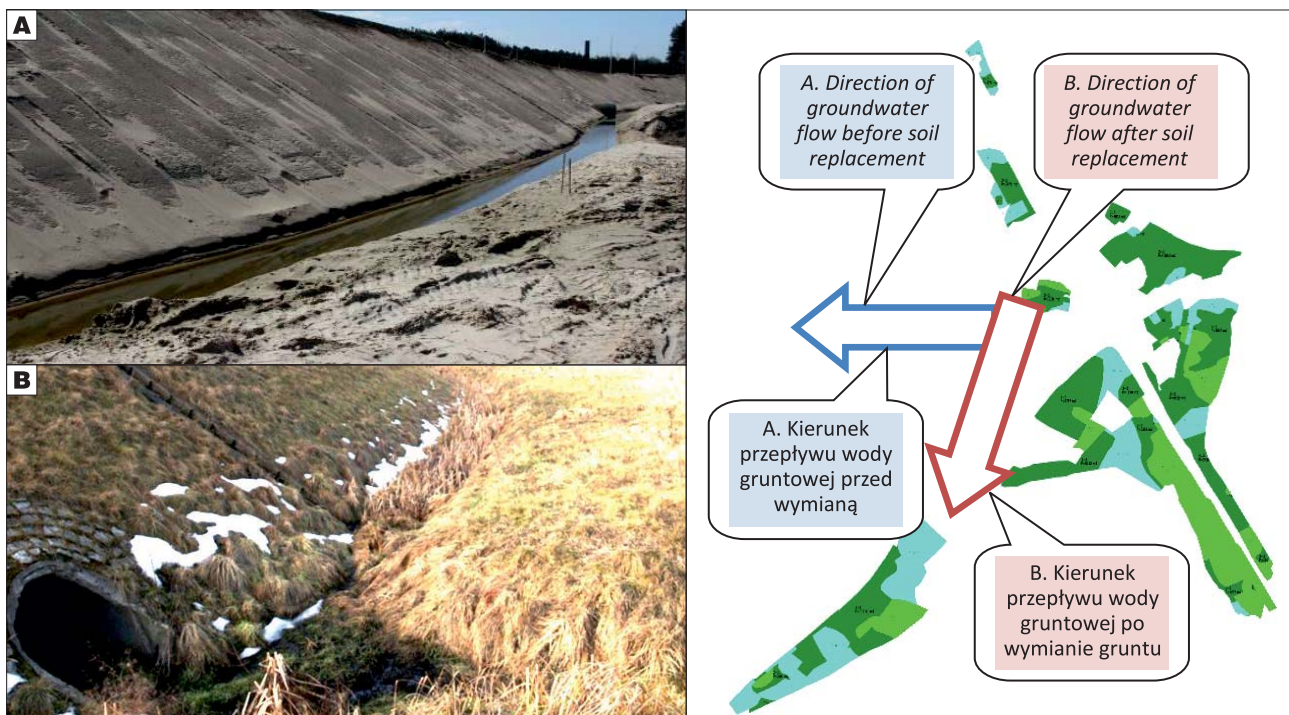 A
B
A. Direction of
groundwater
flow before soil
replacement
B. Direction of
groundwater
flow after soil
replacement
A. Kierunek
przepływu wody
gruntowej przed
wymianą
B. Kierunek
przepływu wody
gruntowej po
wymianie gruntu